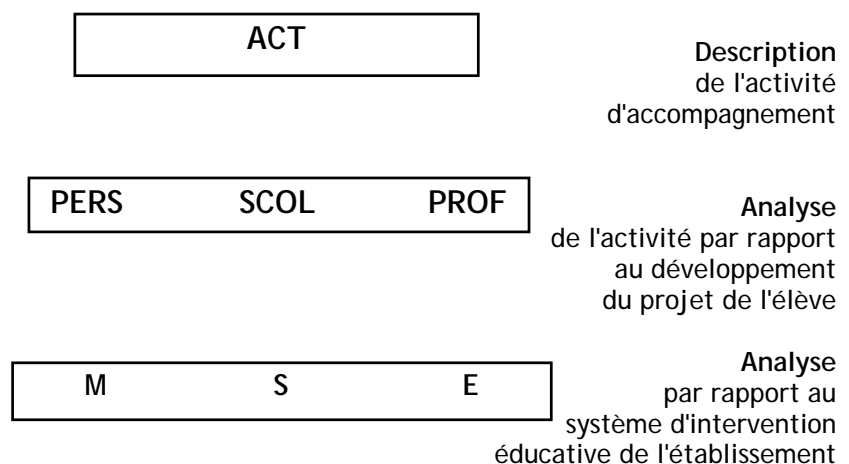 ACT
Description
de l'activité
d'accompagnement
PERS SCOL PROF
Analyse
de l'activité par rapport
au développement
du projet de l'élève
M S E
Analyse
par rapport au
système d'intervention
éducative de l'établissement